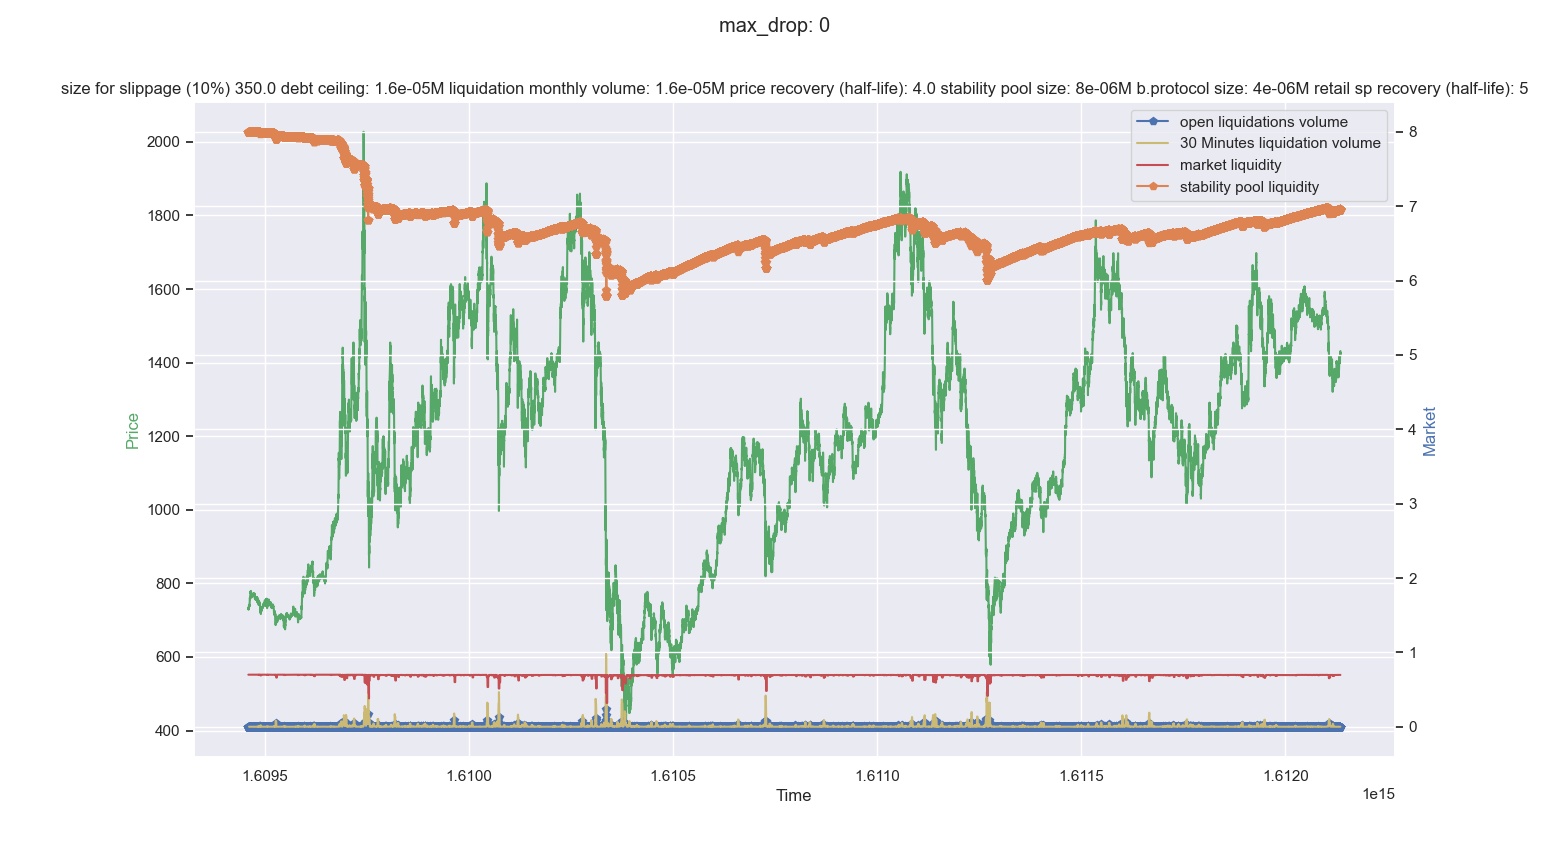 max_drop: 0
size for slippage (10%) 350.0 debt ceiling: 1.6e-05M liquidation monthly volume: 1.6e-05M price recovery (half-life): 4.0 stability pool size: 8e-06M b.protocol size: 4e-06M retail sp recovery (half-life): 5
open liquidations volume
30 Minutes liquidation volume
market liquidity
stability pool liquidity
2000
1800
1600
1400
1200
1000
800
600
400
Price
8
7
6
5
4
3
2
1
0
Market
1.6095 1.6100 1.6105 1.6110 1.6115 1.6120
Time
1e15